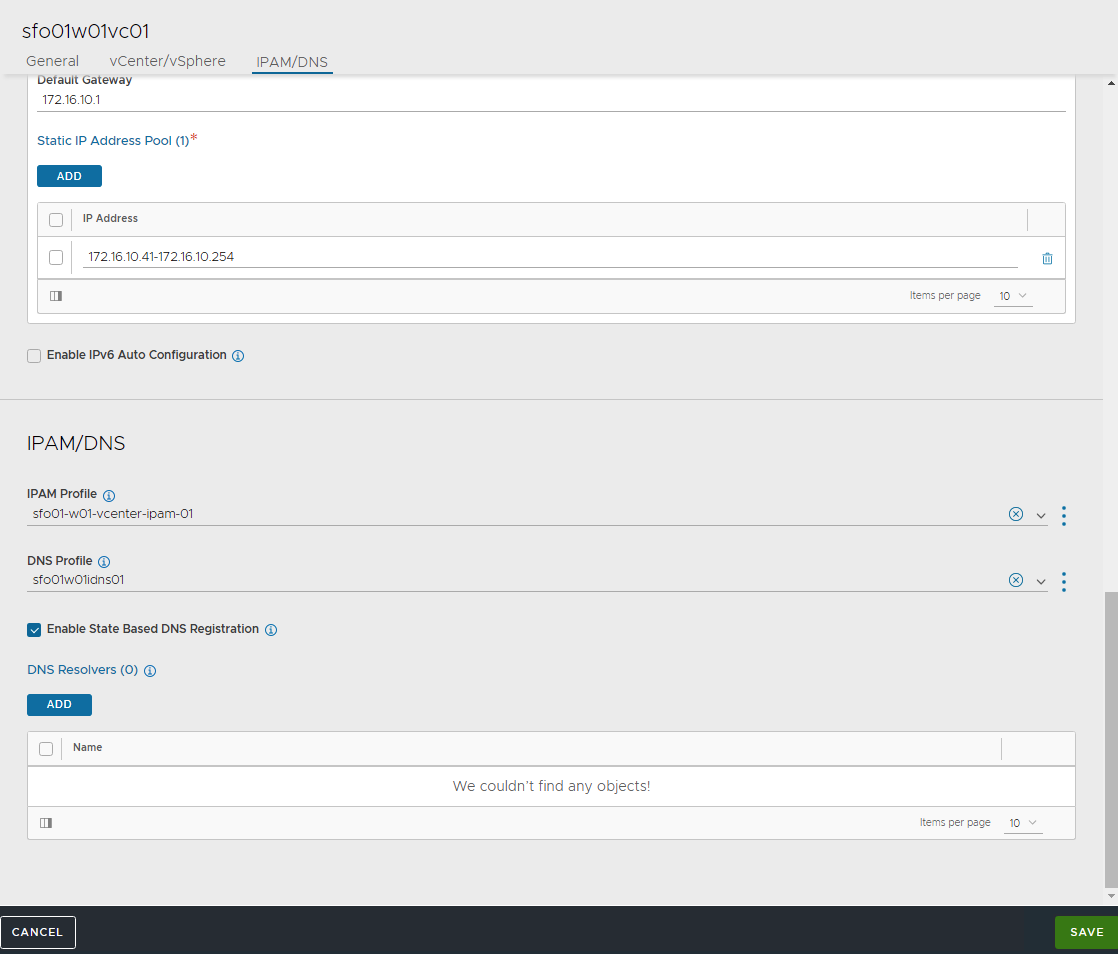 sfo01w01vc01
General vCenter/vSphere IPAM/DNS
Default Gateway
172.16.10.1
Static IP Address Pool (1)*
ADD
IP Address
172.16.10.41-172.16.10.254
Items per page 10
Enable IPv6 Auto Configuration
IPAM/DNS
IPAM Profile
sfo01-w01-vcenter-ipam-01
DNS Profile
sfo01w01idns01
Enable State Based DNS Registration
DNS Resolvers (0)
ADD
Name
We couldn't find any objects!
Items per page 10
CANCEL SAVE